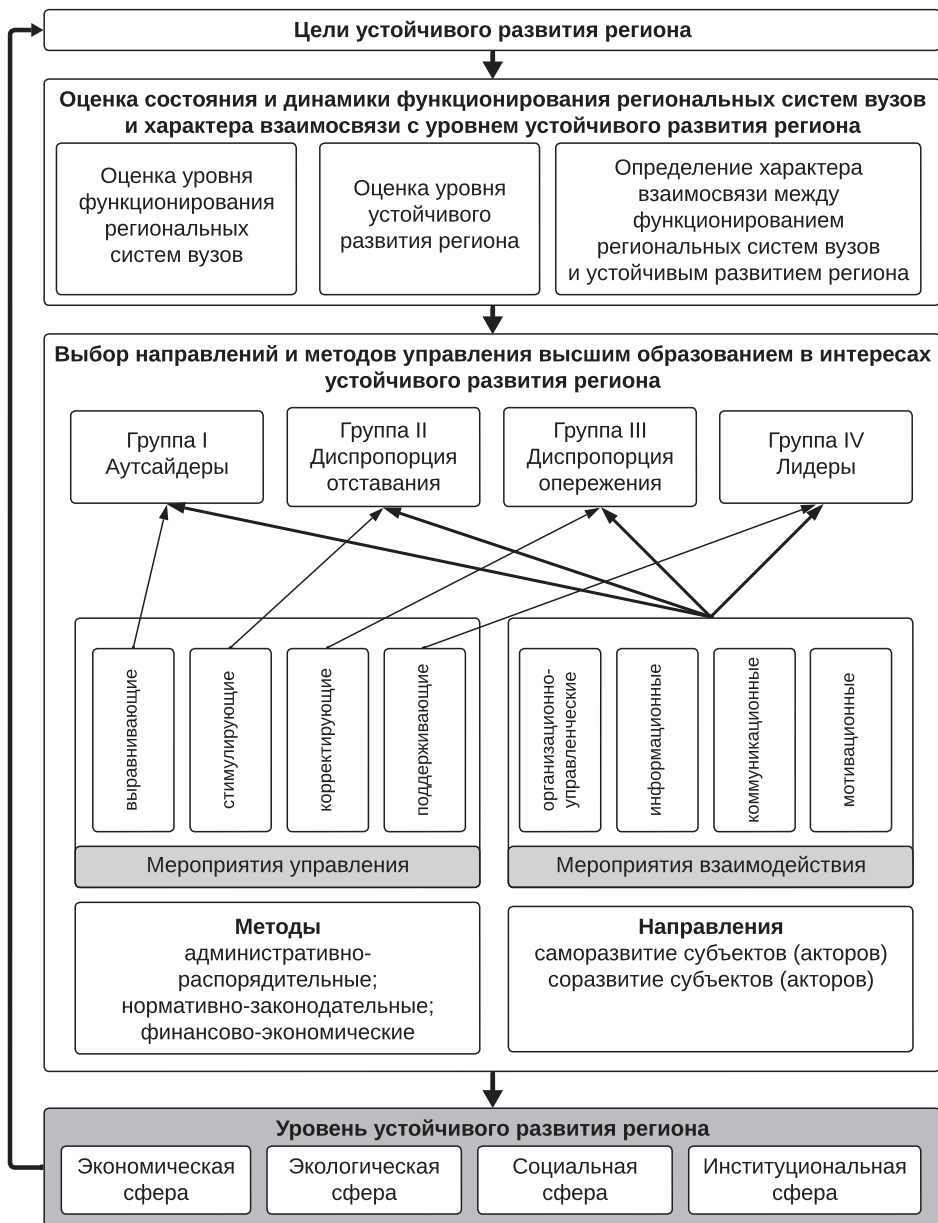 Цели устойчивого развития региона
Оценка состояния и динамики функционирования региональных систем вузов
и характера взаимосвязи с уровнем устойчивого развития региона
Оценка уровня
функционирования
региональных
систем вузов
Оценка уровня
устойчивого
развития региона
Определение характера
взаимосвязи между
функционированием
региональных систем вузов
и устойчивым развитием региона
Выбор направлений и методов управления высшим образованием в интересах
устойчивого развития региона
Группа I
Аутсайдеры
Группа II
Диспропорция
отставания
Группа III
Диспропорция
опережения
Группа IV
Лидеры
выравнивающие
стимулирующие
корректирующие
поддерживающие
Мероприятия управления
организационно-
управленческие
информационные
коммуникационные
мотивационные
Мероприятия взаимодействия
Методы
административно-
распорядительные;
нормативно-законодательные;
финансово-экономические
Направления
саморазвитие субъектов (акторов)
соразвитие субъектов (акторов)
Уровень устойчивого развития региона
Экономическая
сфера
Экологическая
сфера
Социальная
сфера
Институциональная
сфера